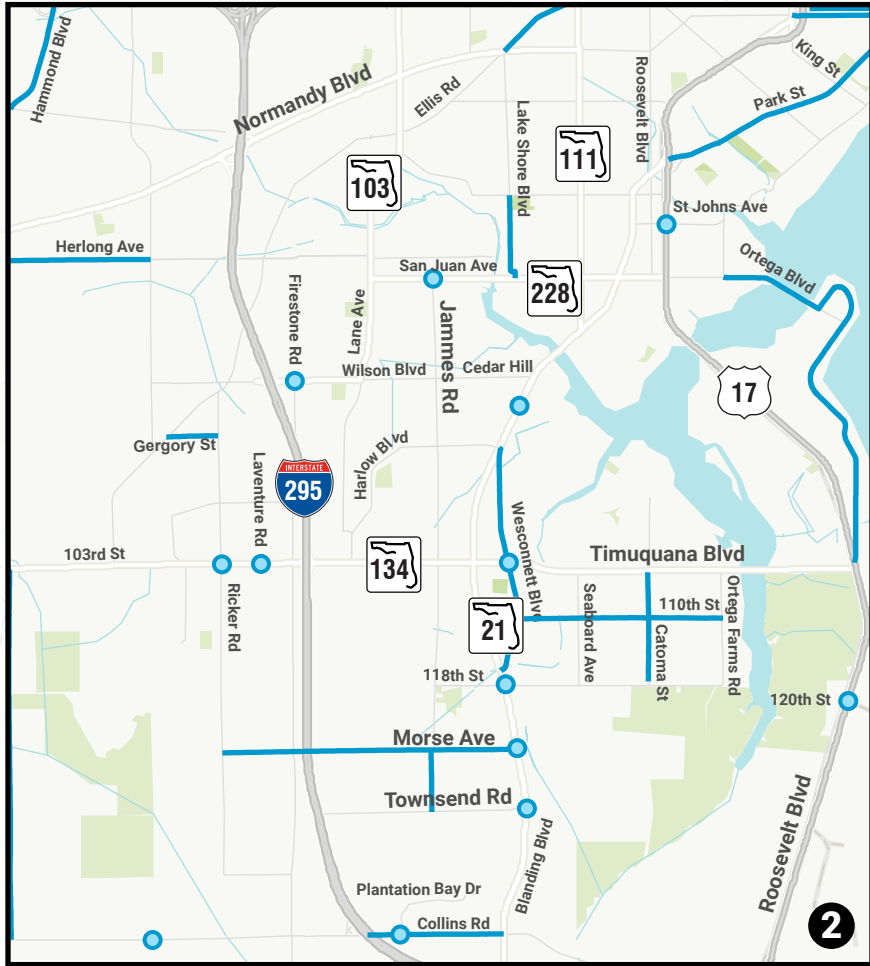 Hammond Blvd
King St
Normandy Blvd
Ellis Rd
Roosevelt Blvd
Park St
Lake Shore Blvd
111
103
St Johns Ave
Herlong Ave
Ortega Blvd
San Juan Ave
228
Firestone Rd
Lane Ave
Jammes Rd
Wilson Blvd
Cedar Hill
17
Gergory St
Harlow Blvd
INTERSTATE
295
Laventure Rd
103rd St
134
Wesconnett Blvd
Timuquana Blvd
Ricker Rd
21
Seaboard Ave
110th St
Catoma St
Ortega Farms Rd
118th St
120th St
Morse Ave
Townsend Rd
Roosevelt Blvd
Blanding Blvd
Plantation Bay Dr
Collins Rd
2